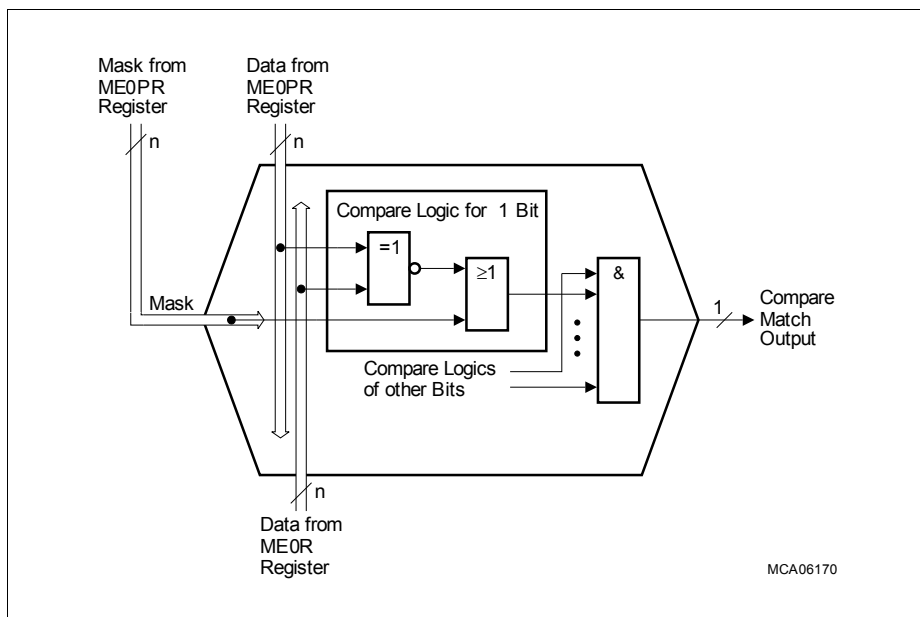 Mask from
ME0PR
Register
Data from
ME0PR
Register
n
n
Compare Logic for 1 Bit
=1
≥1
&
Mask
1
Compare
Match
Output
Compare Logics
of other Bits
n
Data from
ME0R
Register
MCA06170